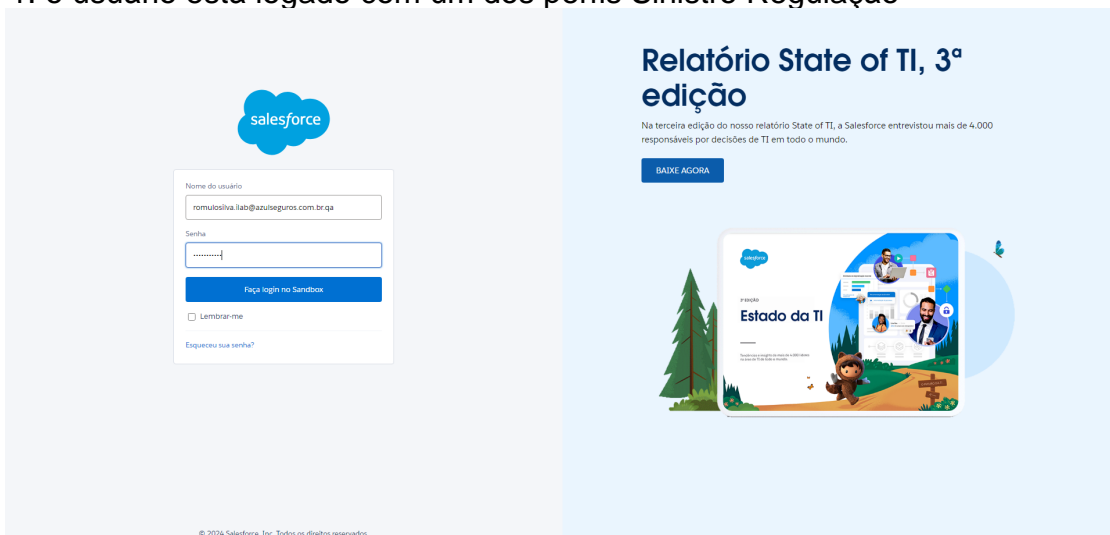 1. o usuário está logado com um dos perfis Sinistro Regulação
salesforce
Nome do usuário
romulosilva.liab@azulseguros.com.br.qa
Senha
Faça login no Sandbox
Lembrar-me
Esqueceu sua senha?
© 2024 Salesforce, Inc. Todos os direitos reservados.
Relatório State of TI, 3ª
edição
Na terceira edição do nosso relatório State of TI, a Salesforce entrevistou mais de 4.000
responsáveis por decisões de TI em todo o mundo.
BAIXE AGORA
salesforce
3ª EDIÇÃO
Estado da TI